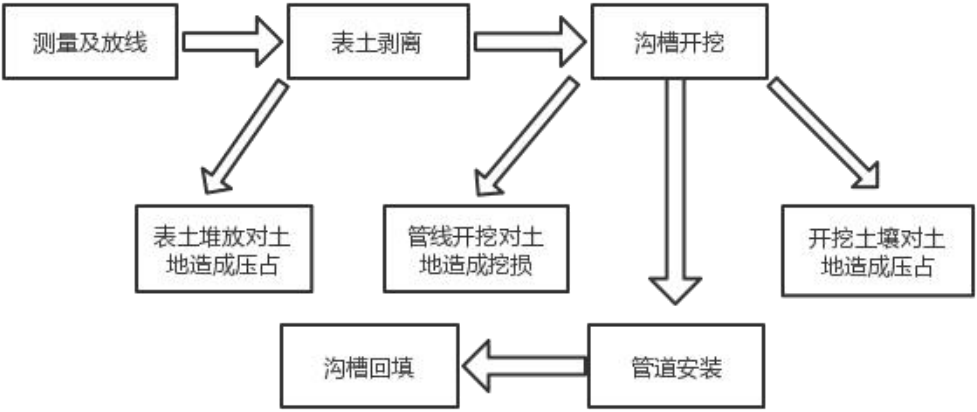 测量及放线
表土剥离
沟槽开挖
表土堆放对土
地造成压占
管线开挖对土
地造成挖损
开挖土壤对土
地造成压占
沟槽回填
管道安装